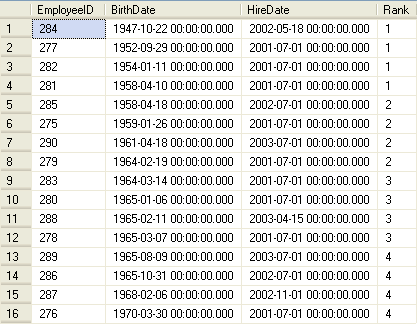 EmployeeID BirthDate HireDate Rank
1 284 1947-10-22 00:00:00.000 2002-05-18 00:00:00.000 1
2 277 1952-09-29 00:00:00.000 2001-07-01 00:00:00.000 1
3 282 1954-01-11 00:00:00.000 2001-07-01 00:00:00.000 1
4 281 1958-04-10 00:00:00.000 2001-07-01 00:00:00.000 1
5 285 1959-04-18 00:00:00.000 2002-07-01 00:00:00.000 2
6 275 1959-01-26 00:00:00.000 2001-07-01 00:00:00.000 2
7 290 1961-04-18 00:00:00.000 2003-07-01 00:00:00.000 2
8 279 1964-02-19 00:00:00.000 2001-07-01 00:00:00.000 2
9 283 1964-03-14 00:00:00.000 2001-07-01 00:00:00.000 3
10 280 1965-01-06 00:00:00.000 2001-07-01 00:00:00.000 3
11 288 1965-02-11 00:00:00.000 2003-04-15 00:00:00.000 3
12 278 1965-03-07 00:00:00.000 2001-07-01 00:00:00.000 3
13 289 1965-08-09 00:00:00.000 2003-07-01 00:00:00.000 4
14 286 1965-10-31 00:00:00.000 2002-07-01 00:00:00.000 4
15 287 1968-02-06 00:00:00.000 2002-11-01 00:00:00.000 4
16 276 1970-03-30 00:00:00.000 2001-07-01 00:00:00.000 4